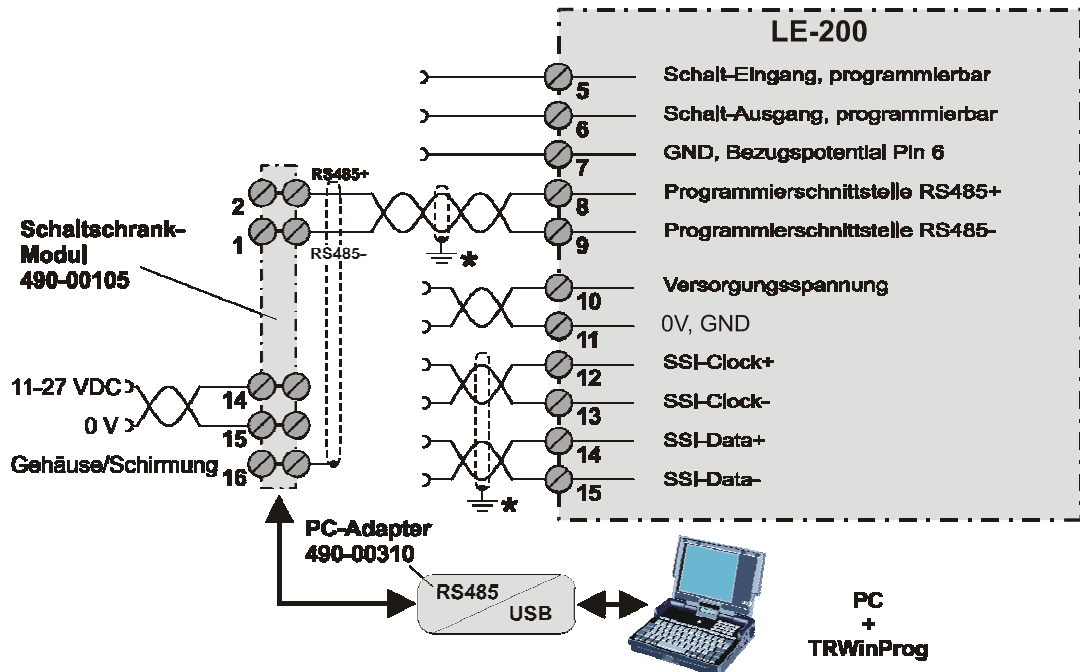 LE-200
5 Schalt-Eingang, programmierbar
6 Schalt-Ausgang, programmierbar
7 GND, Bezugspotential Pin 6
8 Programmierschnittstelle RS485+
9 Programmierschnittstelle RS485-
10 Versorgungsspannung
11 0V, GND
12 SSI-Clock+
13 SSI-Clock-
14 SSI-Data+
15 SSI-Data-
RS485+
2
1
RS485-
*
Schaltschrank-
Modul
490-00105
11-27 VDC 14
0 V 15
Gehäuse/Schirmung 16
*
PC-Adapter
490-00310
RS485
USB
PC
+
TRWinProg